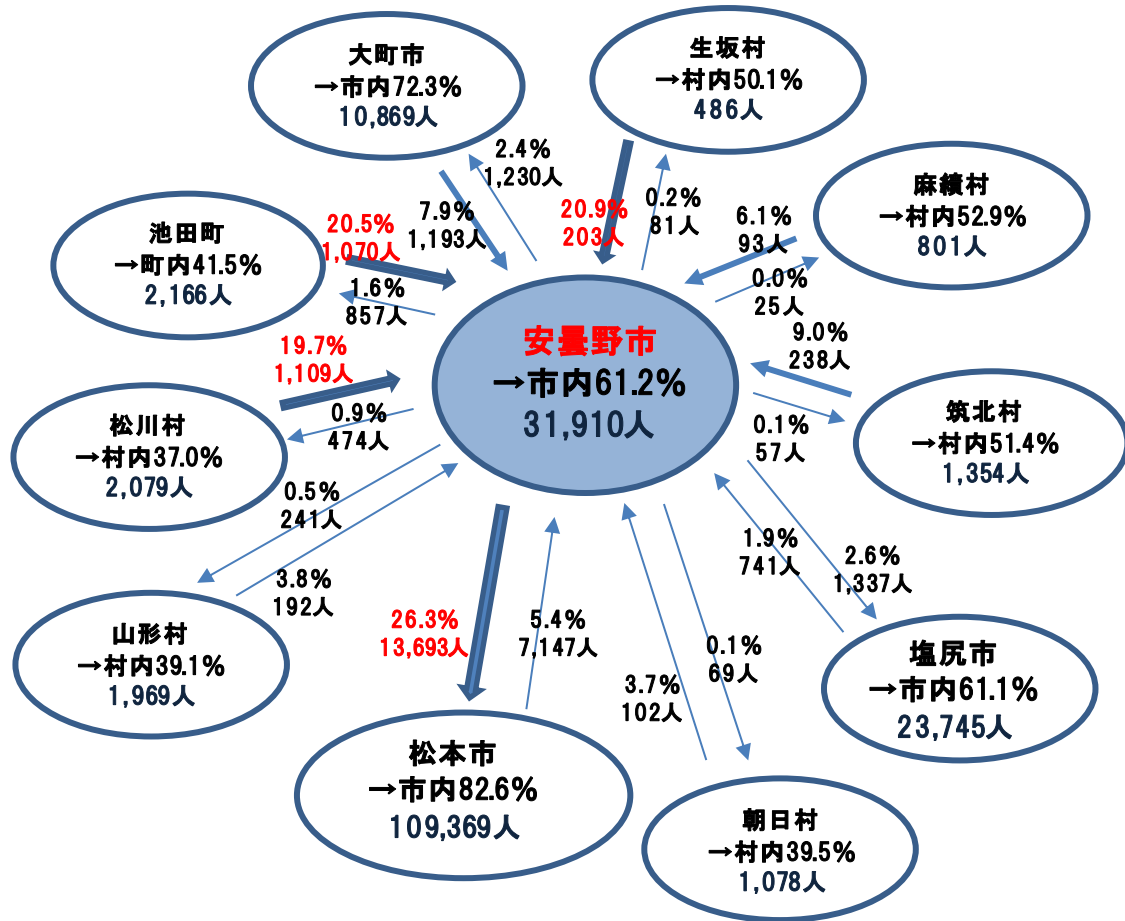 大町市
→市内72.3%
10,869人
生坂村
→村内50.1%
486人
2.4%
1,230人
7.9%
1,193人
20.9%
203人
0.2%
81人
麻績村
→村内52.9%
801人
6.1%
93人
0.0%
25人
池田町
→町内41.5%
2,166人
20.5%
1,070人
1.6%
857人
安曇野市
→市内61.2%
31,910人
9.0%
238人
0.1%
57人
筑北村
→村内51.4%
1,354人
19.7%
1,109人
0.9%
474人
松川村
→村内37.0%
2,079人
0.5%
241人
3.8%
192人
山形村
→村内39.1%
1,969人
26.3%
13,693人
5.4%
7,147人
松本市
→市内82.6%
109,369人
3.7%
102人
0.1%
69人
朝日村
→村内39.5%
1,078人
1.9%
741人
2.6%
1,337人
塩尻市
→市内61.1%
23,745人